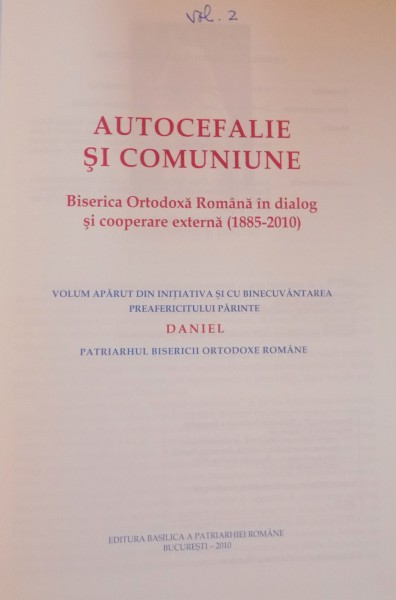 vol. 2
AUTOCEFALIE
ŞI COMUNIUNE
Biserica Ortodoxă Română în dialog
şi cooperare externă (1885-2010)
VOLUM APĂRUT DIN INIŢIATIVA ŞI CU BINECUVÂNTAREA
PREAFERICITULUI PĂRINTE
DANIEL
PATRIARHUL BISERICII ORTODOXE ROMÂNE
EDITURA BASILICA A PATRIARHIEI ROMÂNE
BUCUREŞTI – 2010